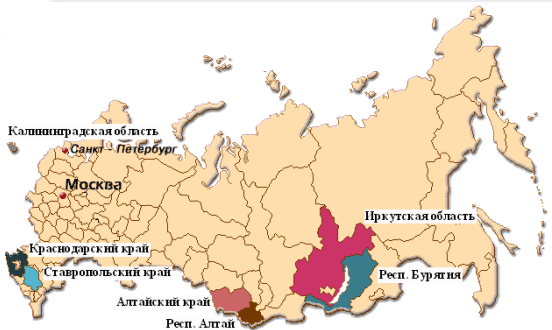 Калининградская область
Санкт - Петербург
Москва
Иркутская область
Краснодарский край
Ставропольский край
Респ. Бурятия
Алтайский край
Респ. Алтай